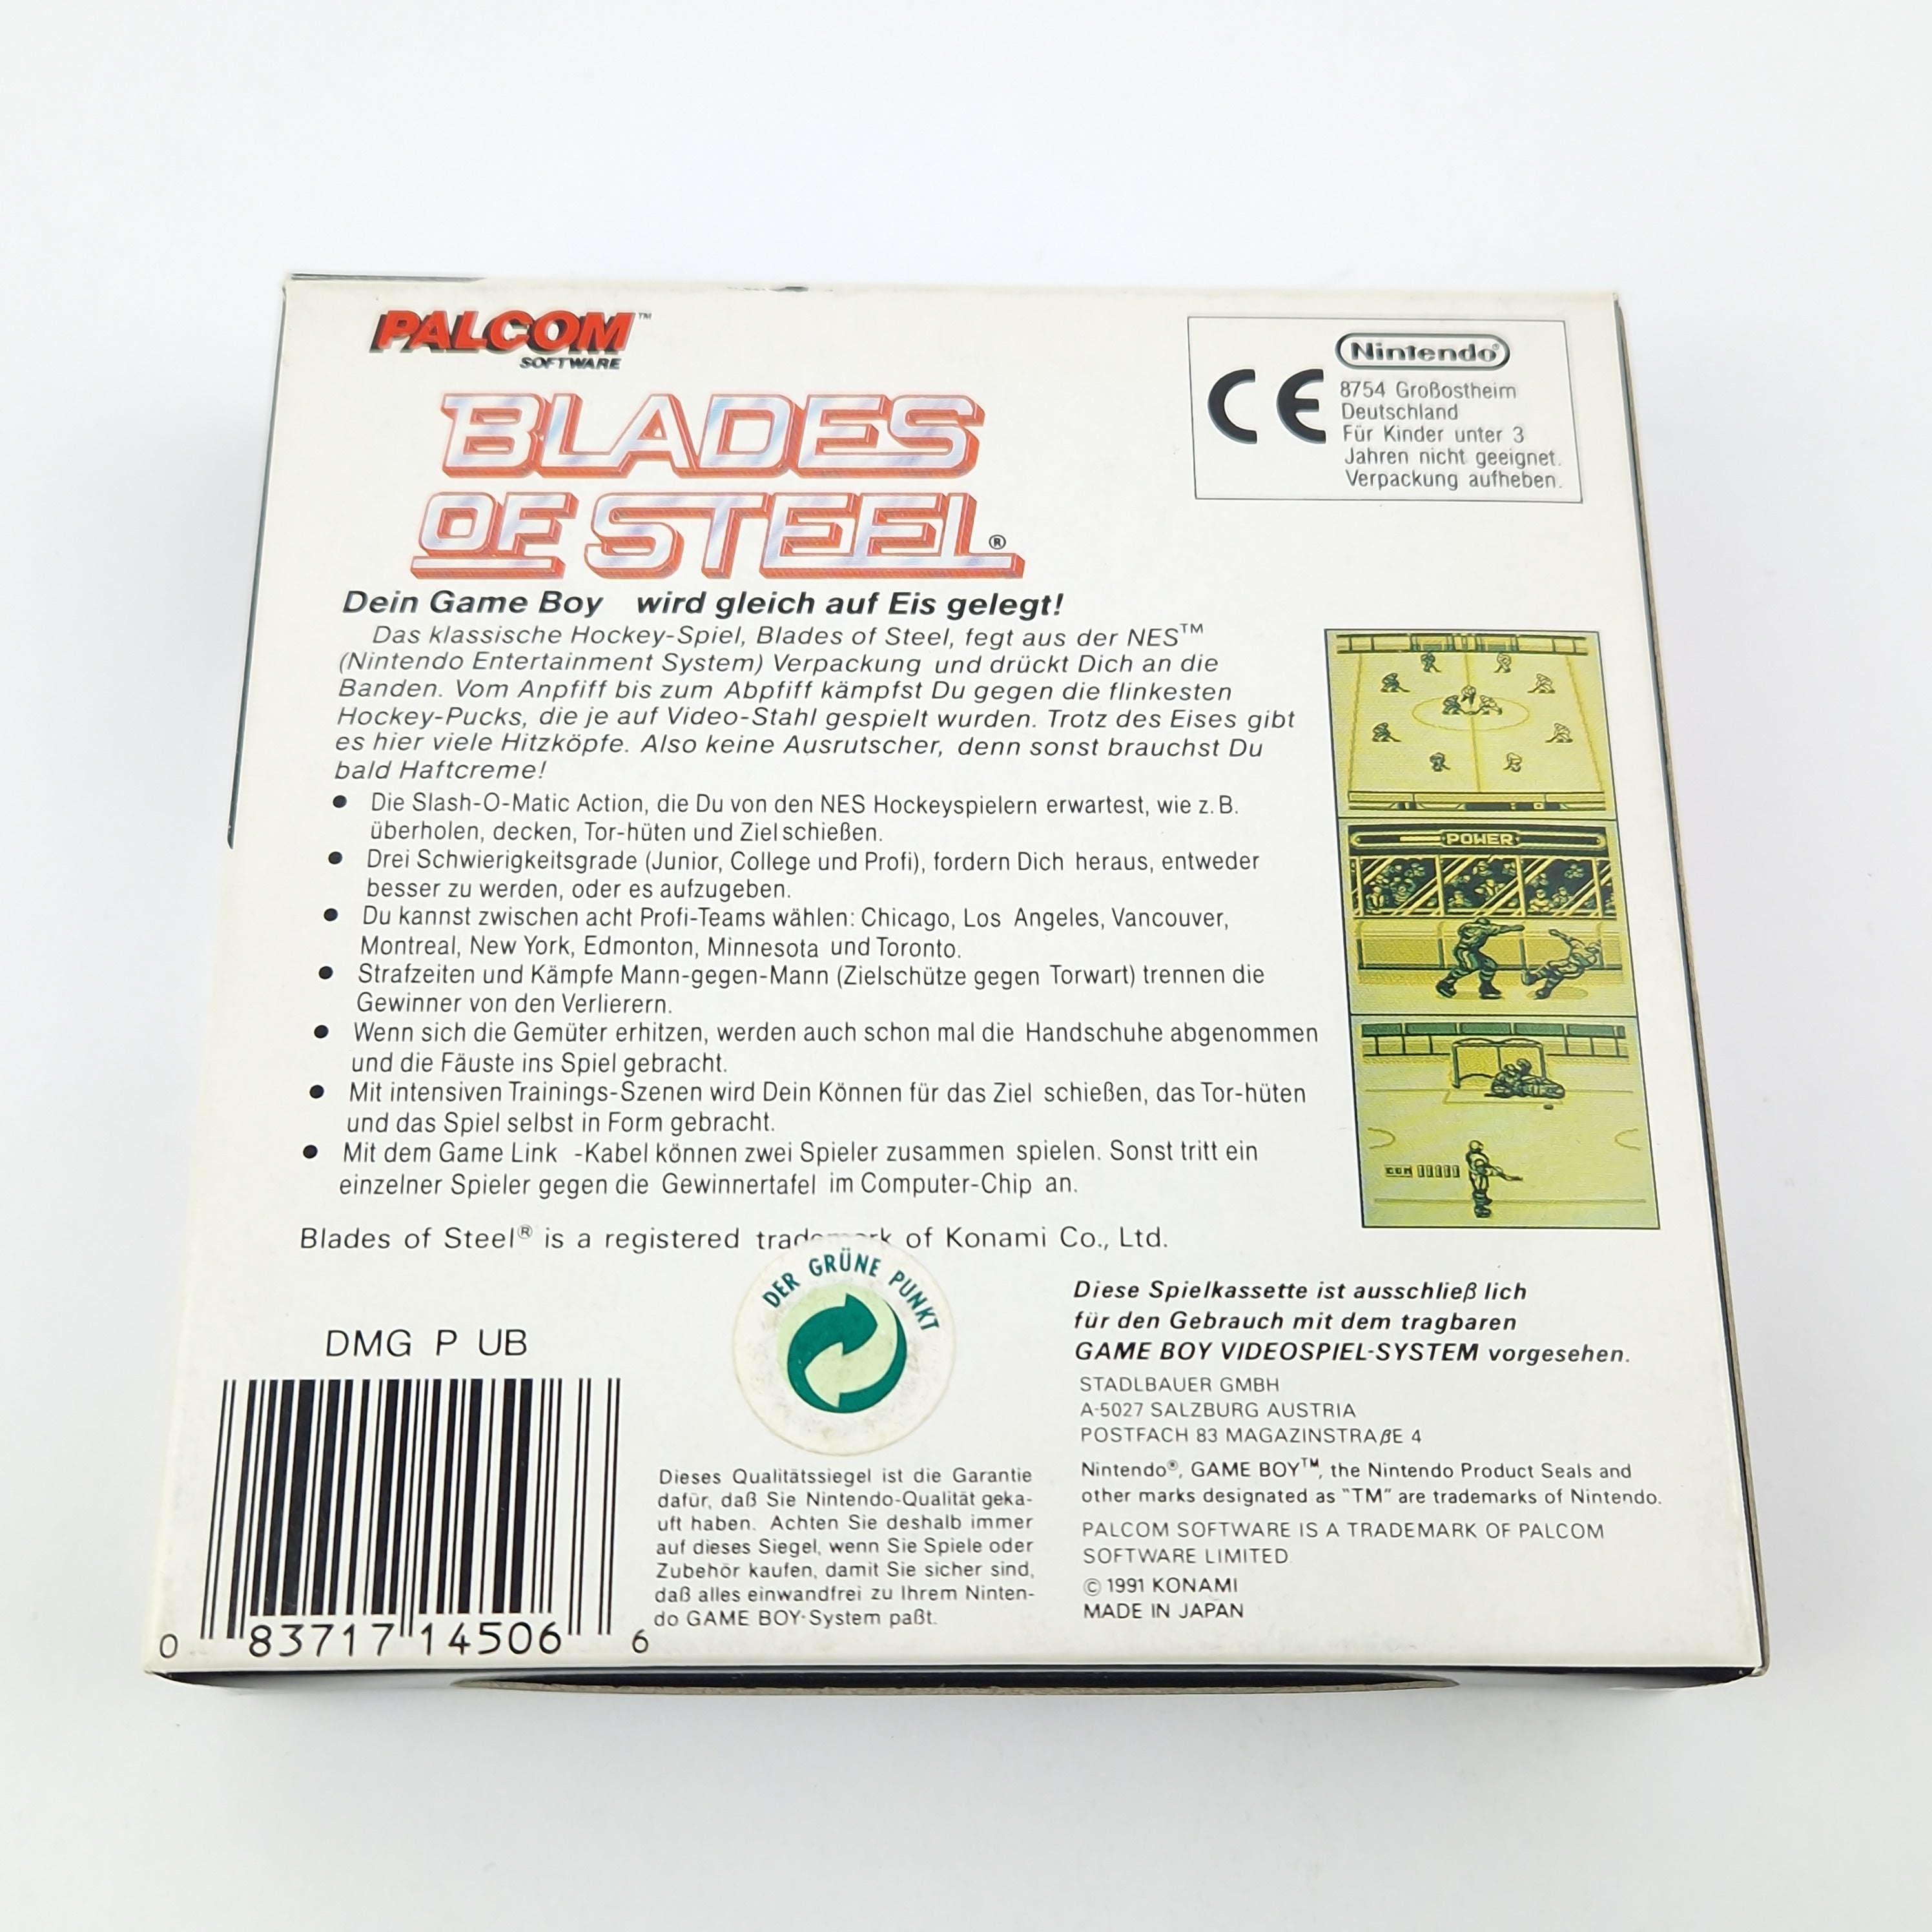 PALCOM™
SOFTWARE
BLADES
OF STEEL®
Nintendo®
CE
8754 Großostheim
Deutschland
Für Kinder unter 3
Jahren nicht geeignet.
Verpackung aufheben.
Dein Game Boy wird gleich auf Eis gelegt!
Das klassische Hockey-Spiel, Blades of Steel, fegt aus der NES™
(Nintendo Entertainment System) Verpackung und drückt Dich an die
Banden. Vom Anpfiff bis zum Abpfiff kämpfst Du gegen die flinkesten
Hockey-Pucks, die je auf Video-Stahl gespielt wurden. Trotz des Eises gibt
es hier viele Hitzköpfe. Also keine Ausrutscher, denn sonst brauchst Du
bald Haftcreme!
● Die Slash-O-Matic Action, die Du von den NES Hockeyspielern erwartest, wie z. B.
überholen, decken, Tor-hüten und Ziel schießen.
● Drei Schwierigkeitsgrade (Junior, College und Profi), fordern Dich heraus, entweder
besser zu werden, oder es aufzugeben.
● Du kannst zwischen acht Profi-Teams wählen: Chicago, Los Angeles, Vancouver,
Montreal, New York, Edmonton, Minnesota und Toronto.
● Strafzeiten und Kämpfe Mann-gegen-Mann (Zielschütze gegen Torwart) trennen die
Gewinner von den Verlierern.
● Wenn sich die Gemüter erhitzen, werden auch schon mal die Handschuhe abgenommen
und die Fäuste ins Spiel gebracht.
● Mit intensiven Trainings-Szenen wird Dein Können für das Ziel schießen, das Tor-hüten
und das Spiel selbst in Form gebracht.
● Mit dem Game Link -Kabel können zwei Spieler zusammen spielen. Sonst tritt ein
einzelner Spieler gegen die Gewinnertafel im Computer-Chip an.
POWER
COM
Blades of Steel® is a registered trademark of Konami Co., Ltd.
DMG P UB
0 83717 14506 6
DER GRÜNE PUNKT
Dieses Qualitätssiegel ist die Garantie
dafür, daß Sie Nintendo-Qualität geka-
uft haben. Achten Sie deshalb immer
auf dieses Siegel, wenn Sie Spiele oder
Zubehör kaufen, damit Sie sicher sind,
daß alles einwandfrei zu Ihrem Ninten-
do GAME BOY-System paßt.
Diese Spielkassette ist ausschließ lich
für den Gebrauch mit dem tragbaren
GAME BOY VIDEOSPIEL-SYSTEM vorgesehen.
STADLBAUER GMBH
A-5027 SALZBURG AUSTRIA
POSTFACH 83 MAGAZINSTRAßE 4
Nintendo®, GAME BOY™, the Nintendo Product Seals and
other marks designated as "TM" are trademarks of Nintendo.
PALCOM SOFTWARE IS A TRADEMARK OF PALCOM
SOFTWARE LIMITED.
© 1991 KONAMI
MADE IN JAPAN